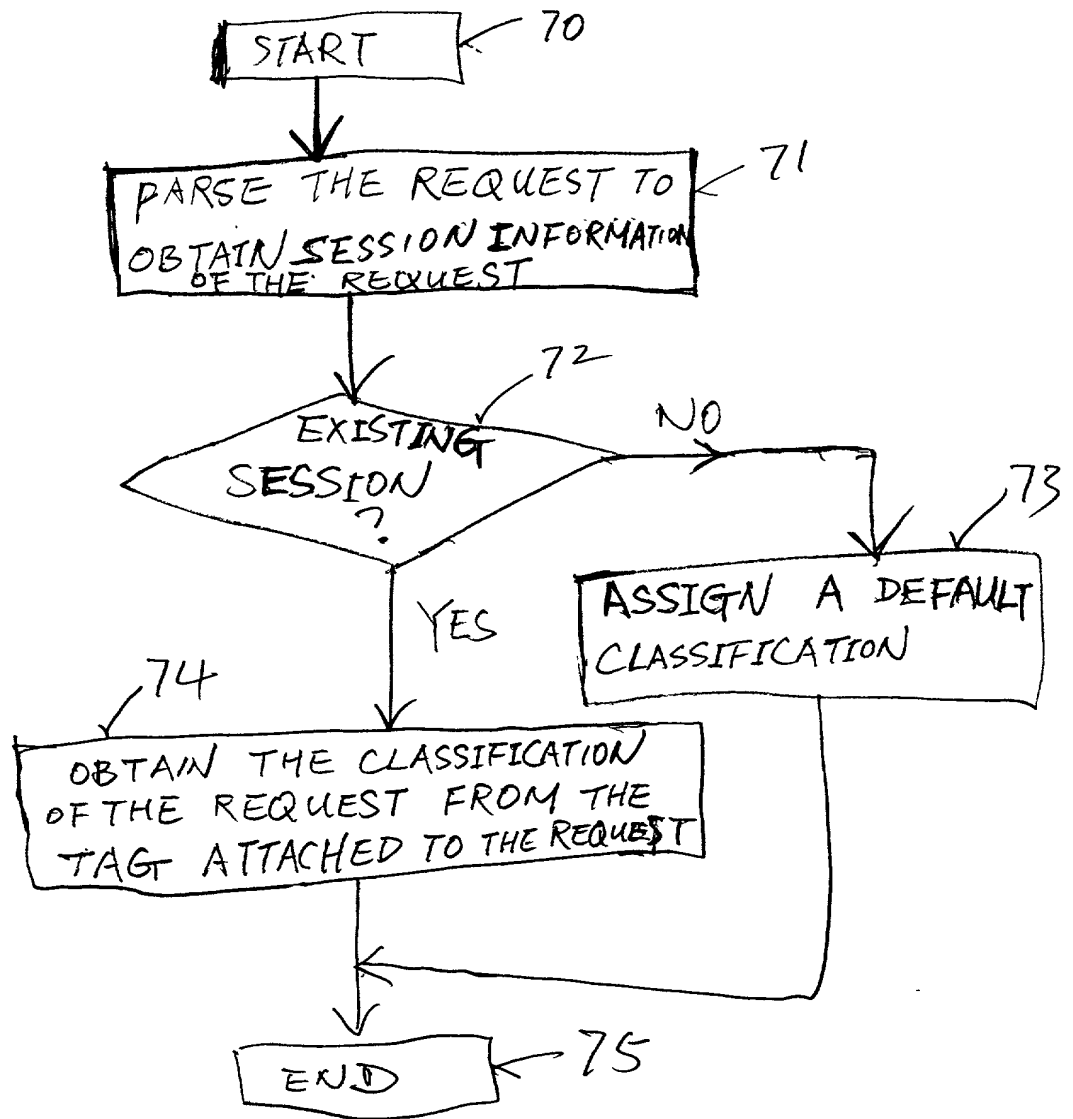 START
70
PARSE THE REQUEST TO
OBTAIN SESSION INFORMATION
OF THE REQUEST
71
72
EXISTING
SESSION
?
NO
73
ASSIGN A DEFAULT
CLASSIFICATION
YES
74
OBTAIN THE CLASSIFICATION
OF THE REQUEST FROM THE
TAG ATTACHED TO THE REQUEST
END
75